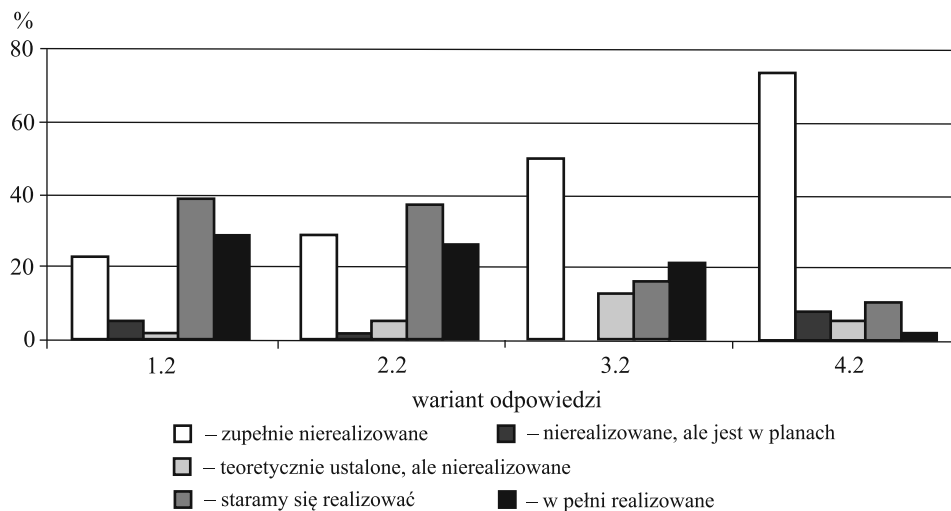 %
80
60
40
20
0
1.2 2.2 3.2 4.2
wariant odpowiedzi
– zupełnie nierealizowane – nierealizowane, ale jest w planach
– teoretycznie ustalone, ale nierealizowane
– staramy się realizować – w pełni realizowane